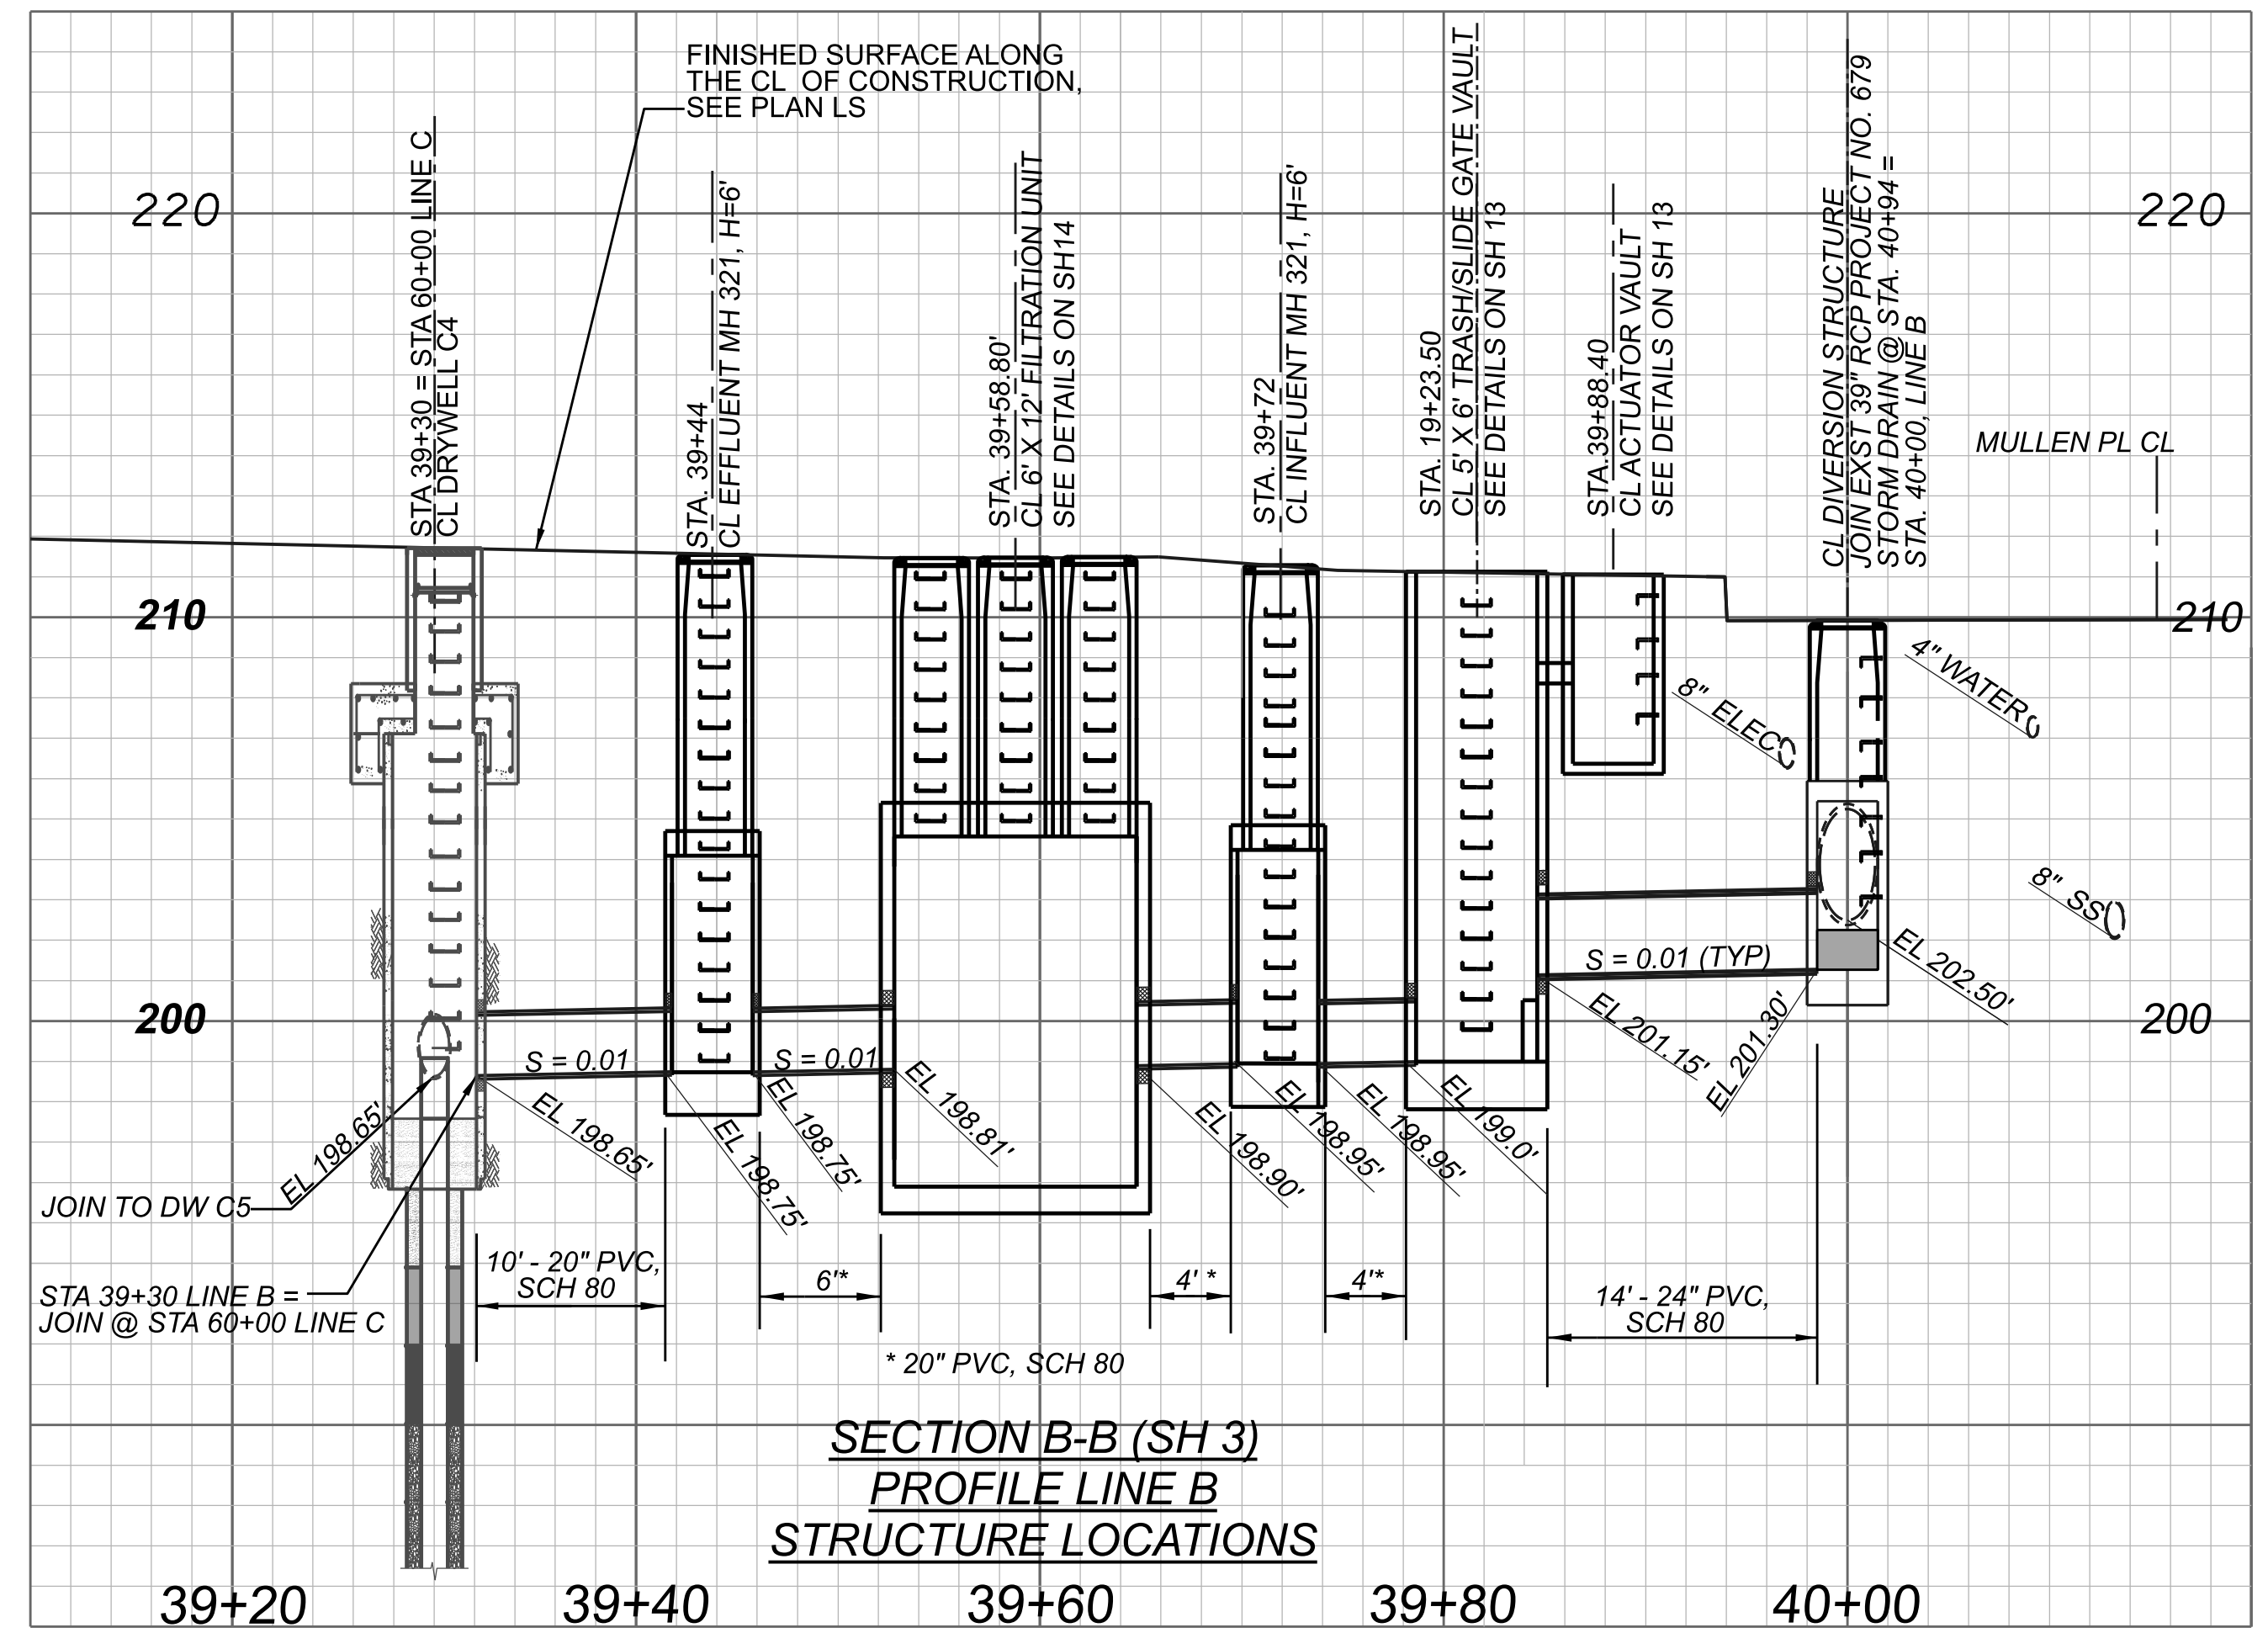 FINISHED SURFACE ALONG
THE CL OF CONSTRUCTION,
SEE PLAN LS
220
220
210
210
200
200
STA 39+30 = STA 60+00 LINE C
CL DRYWELL C4
STA. 39+44
CL EFFLUENT MH 321, H=6'
STA. 39+58.80'
CL 6' X 12' FILTRATION UNIT
SEE DETAILS ON SH14
STA. 39+72
CL INFLUENT MH 321, H=6'
STA. 19+23.50
CL 5' X 6' TRASH/SLIDE GATE VAULT
SEE DETAILS ON SH 13
STA.39+88.40
CL ACTUATOR VAULT
SEE DETAILS ON SH 13
CL DIVERSION STRUCTURE
JOIN EXST 39" RCP PROJECT NO. 679
STORM DRAIN @ STA. 40+94 =
STA. 40+00, LINE B
MULLEN PL CL
4" WATER
8" ELEC
8" SS
S = 0.01
S = 0.01
S = 0.01 (TYP)
EL 202.50'
EL 201.15'
EL 201.30'
EL 198.65'
EL 198.65'
EL 198.75'
EL 198.75'
EL 198.81'
EL 198.90'
EL 198.95'
EL 198.95'
EL 199.0'
JOIN TO DW C5
STA 39+30 LINE B =
JOIN @ STA 60+00 LINE C
10' - 20" PVC,
SCH 80
6'*
4' *
4'*
14' - 24" PVC,
SCH 80
* 20" PVC, SCH 80
SECTION B-B (SH 3)
PROFILE LINE B
STRUCTURE LOCATIONS
39+20
39+40
39+60
39+80
40+00